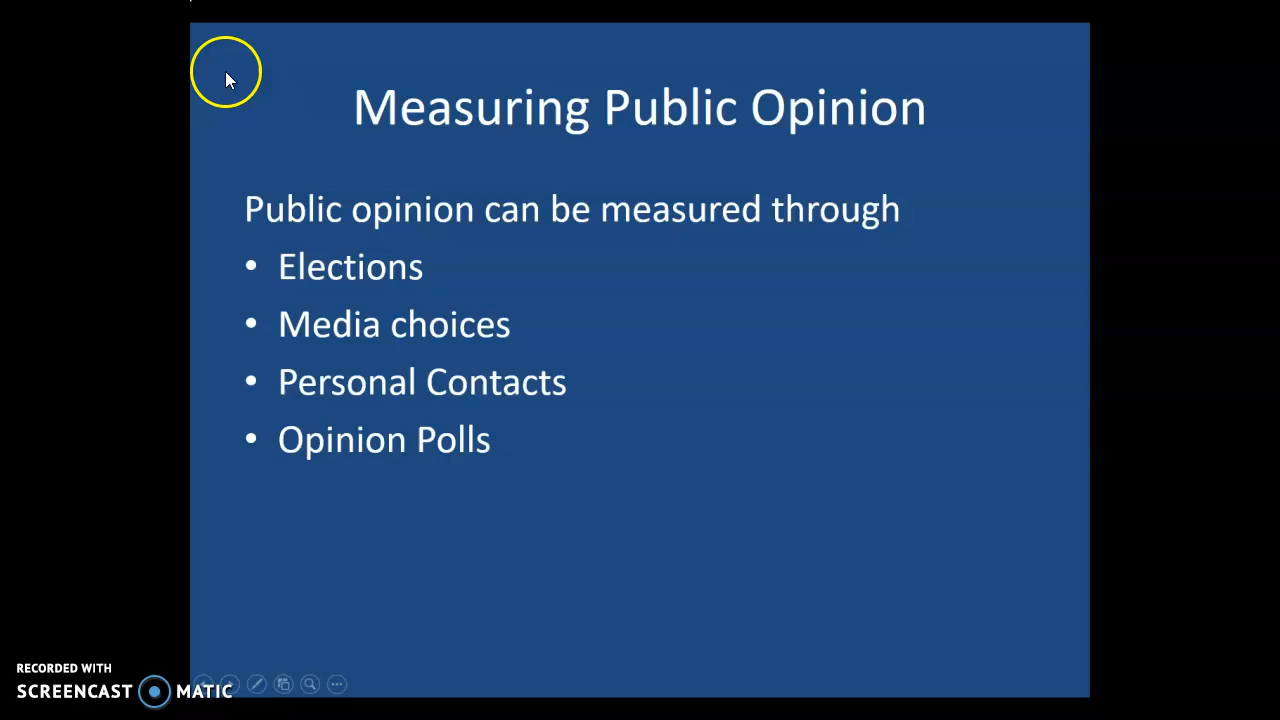 Measuring Public Opinion
Public opinion can be measured through
• Elections
• Media choices
• Personal Contacts
• Opinion Polls
RECORDED WITH
SCREENCAST MATIC